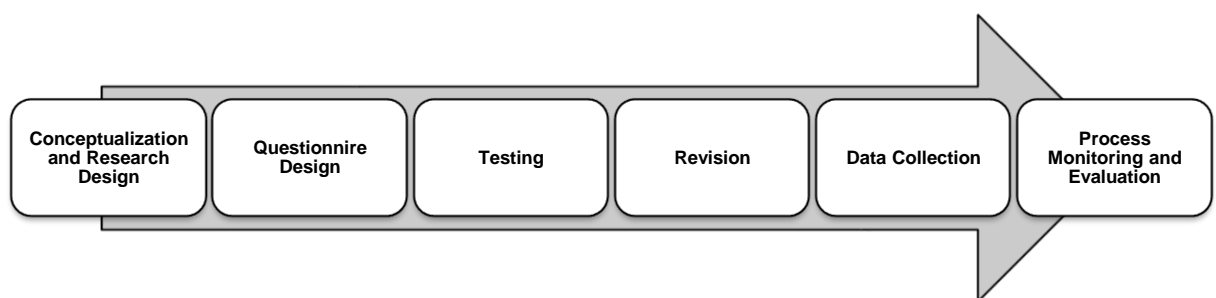 Conceptualization
and Research
Design
Questionnire
Design
Testing
Revision
Data Collection
Process
Monitoring and
Evaluation